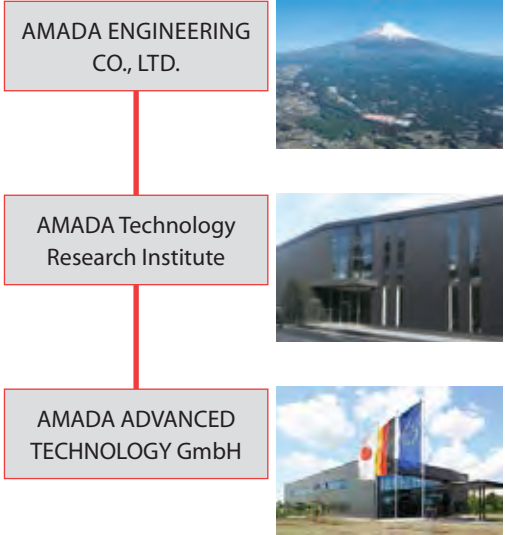 AMADA ENGINEERING
CO., LTD.
AMADA Technology
Research Institute
AMADA ADVANCED
TECHNOLOGY GmbH